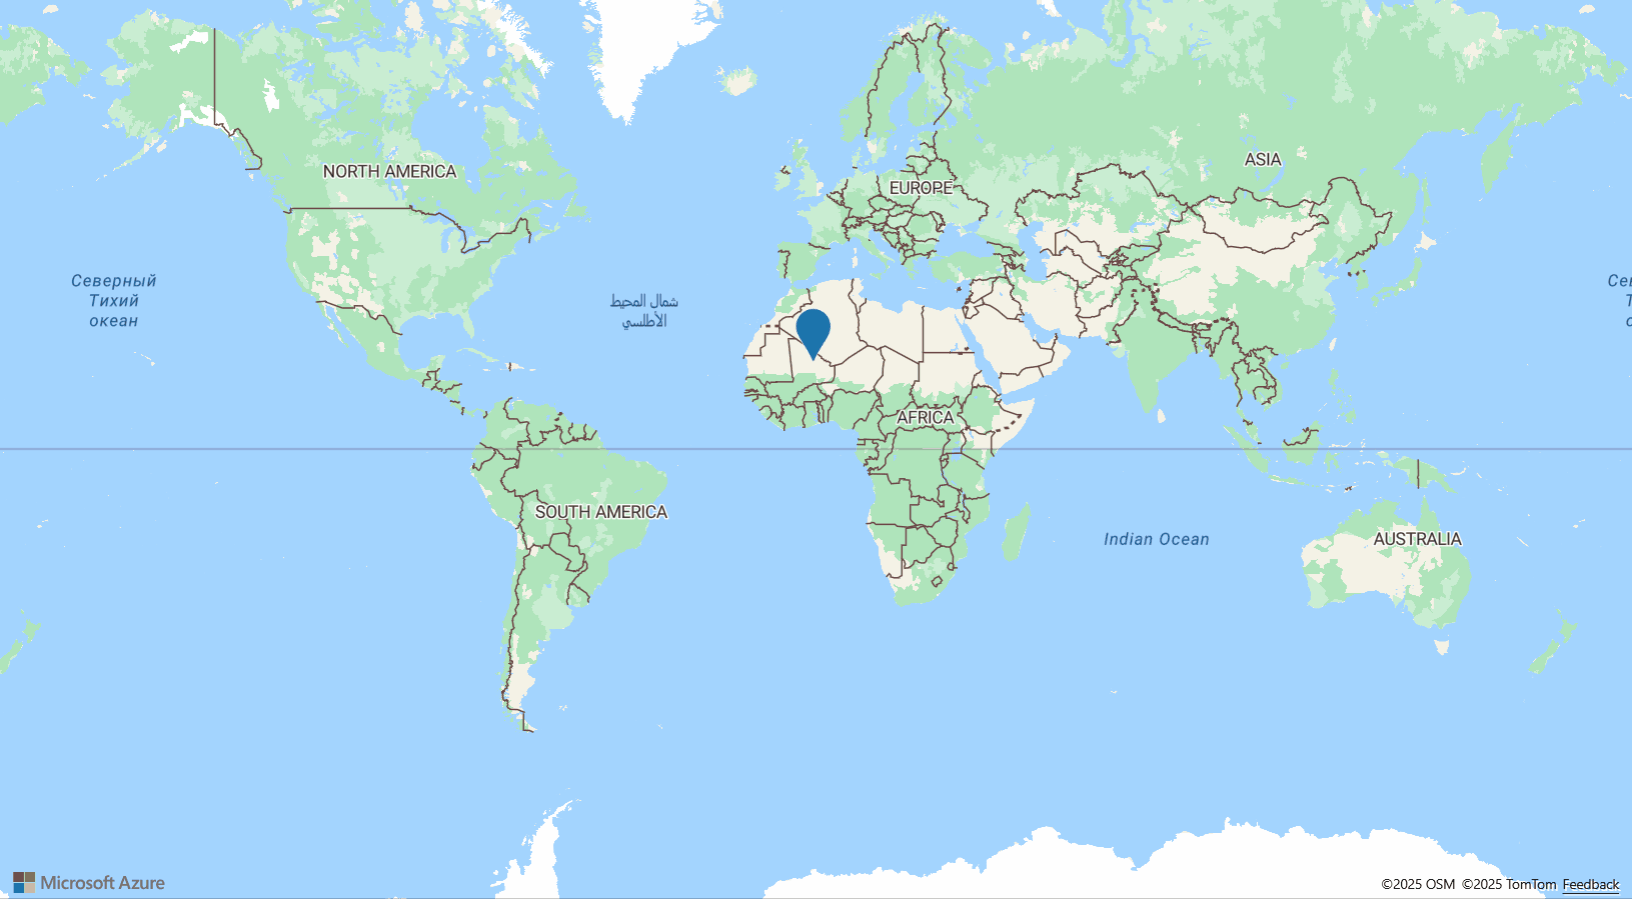 NORTH AMERICA
EUROPE
ASIA
Северный
Тихий
океан
شمال المحيط
الأطلسي
AFRICA
SOUTH AMERICA
Indian Ocean
AUSTRALIA
Microsoft Azure
©2025 OSM ©2025 TomTom Feedback